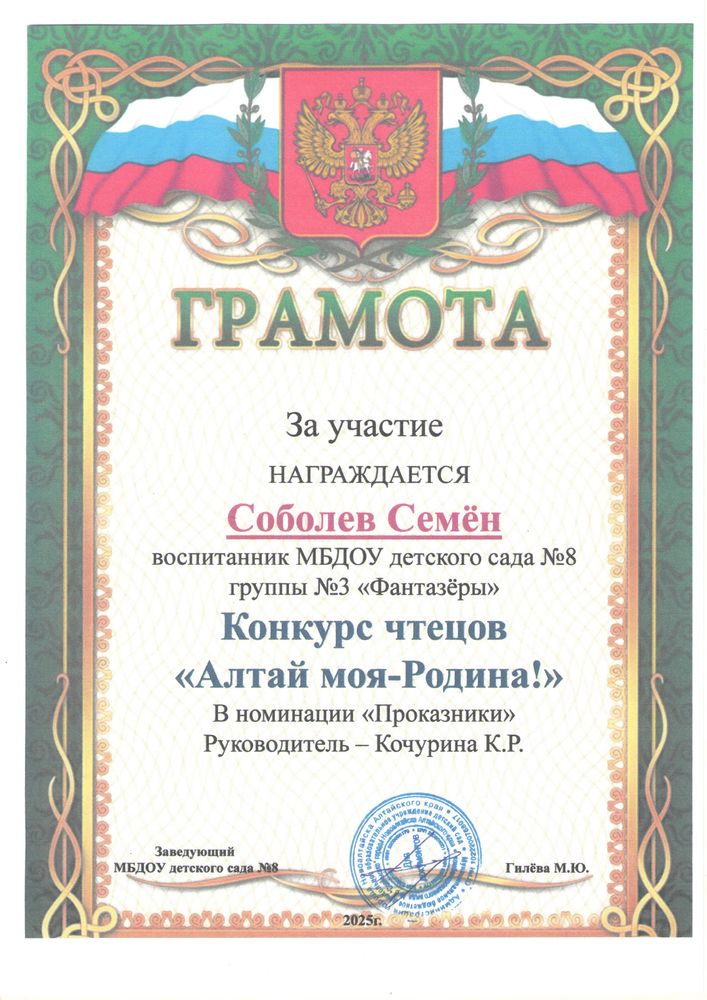 ГРАМОТА
За участие
НАГРАЖДАЕТСЯ
Соболев Семён
воспитанник МБДОУ детского сада №8
группы №3 «Фантазёры»
Конкурс чтецов
«Алтай моя-Родина!»
В номинации «Проказники»
Руководитель – Кочурина К.Р.
Заведующий
МБДОУ детского сада №8
Гилёва М.Ю.
2025г.